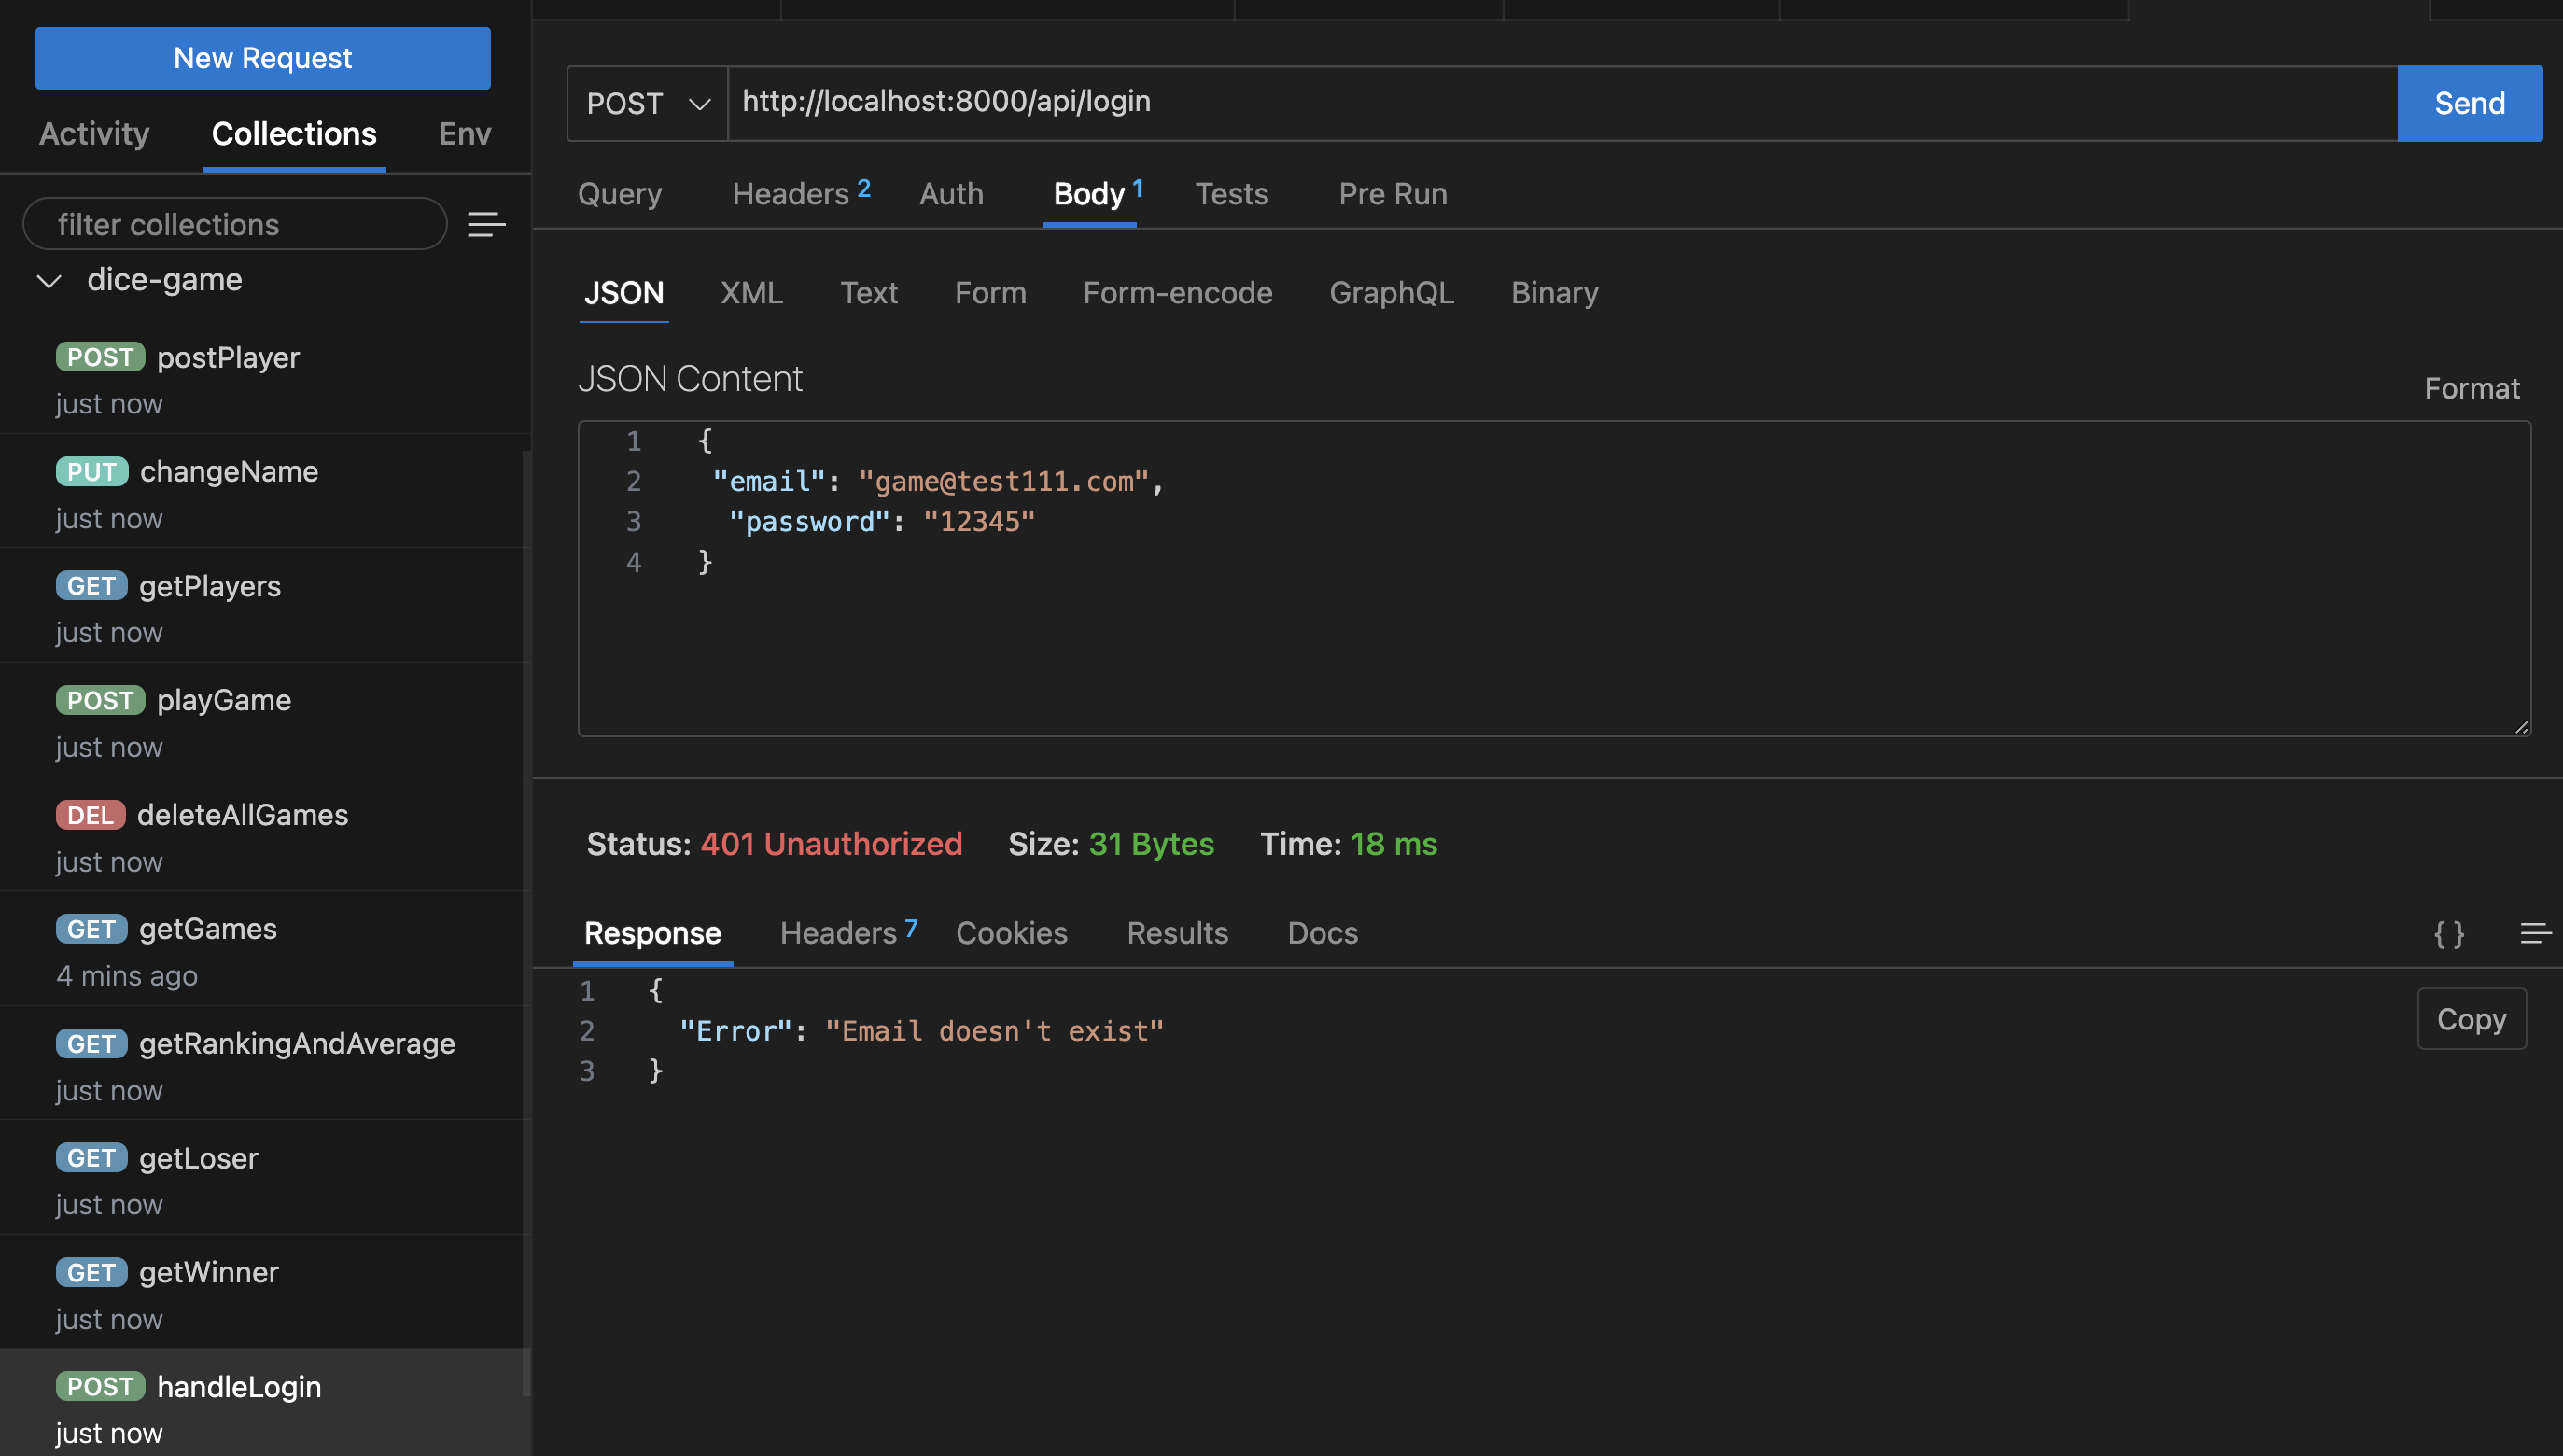 New Request
Activity Collections Env
filter collections
dice-game
POST postPlayer
just now
PUT changeName
just now
GET getPlayers
just now
POST playGame
just now
DEL deleteAllGames
just now
GET getGames
4 mins ago
GET getRankingAndAverage
just now
GET getLoser
just now
GET getWinner
just now
POST handleLogin
just now
POST http://localhost:8000/api/login Send
Query Headers 2 Auth Body 1 Tests Pre Run
JSON XML Text Form Form-encode GraphQL Binary
JSON Content
Format
1 {
2 "email": "game@test111.com",
3 "password": "12345"
4 }
Status: 401 Unauthorized Size: 31 Bytes Time: 18 ms
Response Headers 7 Cookies Results Docs { }
1 {
2 "Error": "Email doesn't exist"
3 }
Copy